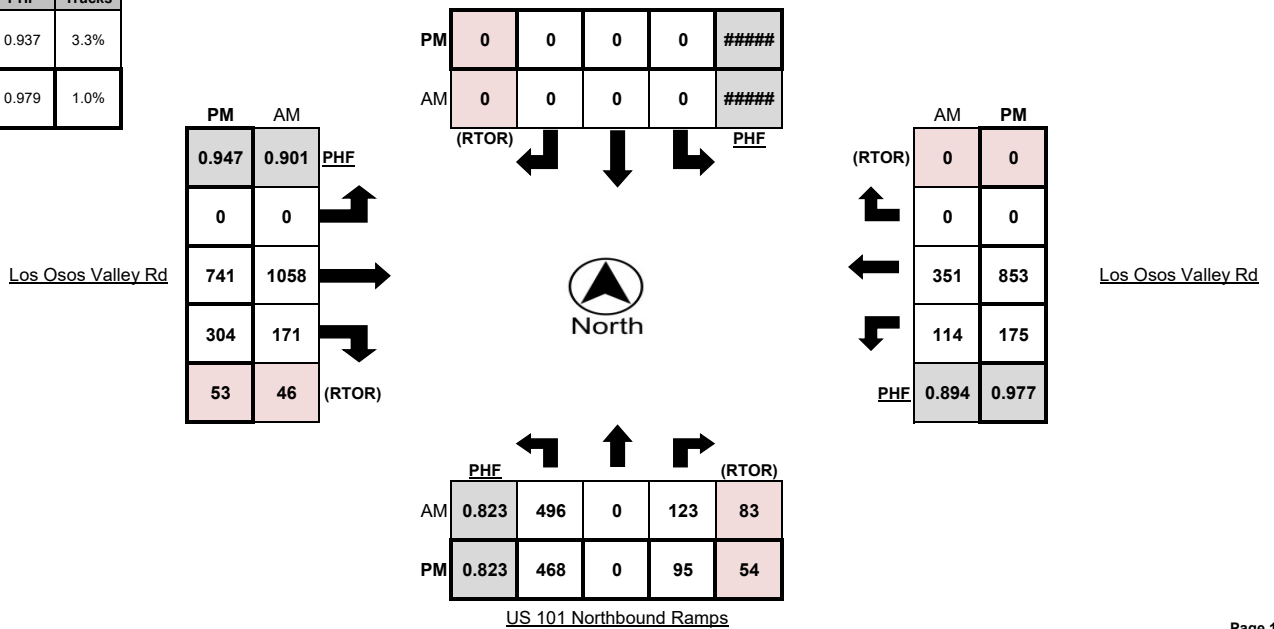 PHF Trucks
0.937 3.3%
0.979 1.0%
PM 0 0 0 0 #####
AM 0 0 0 0 #####
(RTOR) PHF
PM AM
0.947 0.901 PHF
0 0
Los Osos Valley Rd 741 1058
304 171
53 46 (RTOR)
North
AM PM
(RTOR) 0 0
0 0
351 853 Los Osos Valley Rd
114 175
PHF 0.894 0.977
PHF (RTOR)
AM 0.823 496 0 123 83
PM 0.823 468 0 95 54
US 101 Northbound Ramps
Page 1